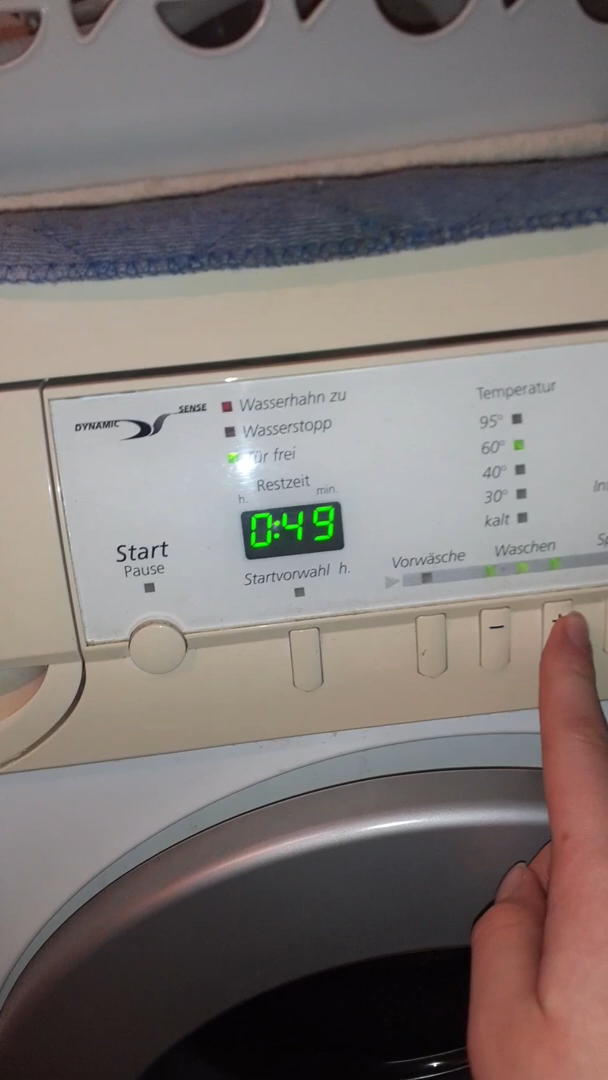 DYNAMIC SENSE
Wasserhahn zu
Wasserstopp
Tür frei
Restzeit
h. min.
0:49
Startvorwahl h.
Start
Pause
Temperatur
95°
60°
40°
30°
kalt
Vorwäsche
Waschen
−